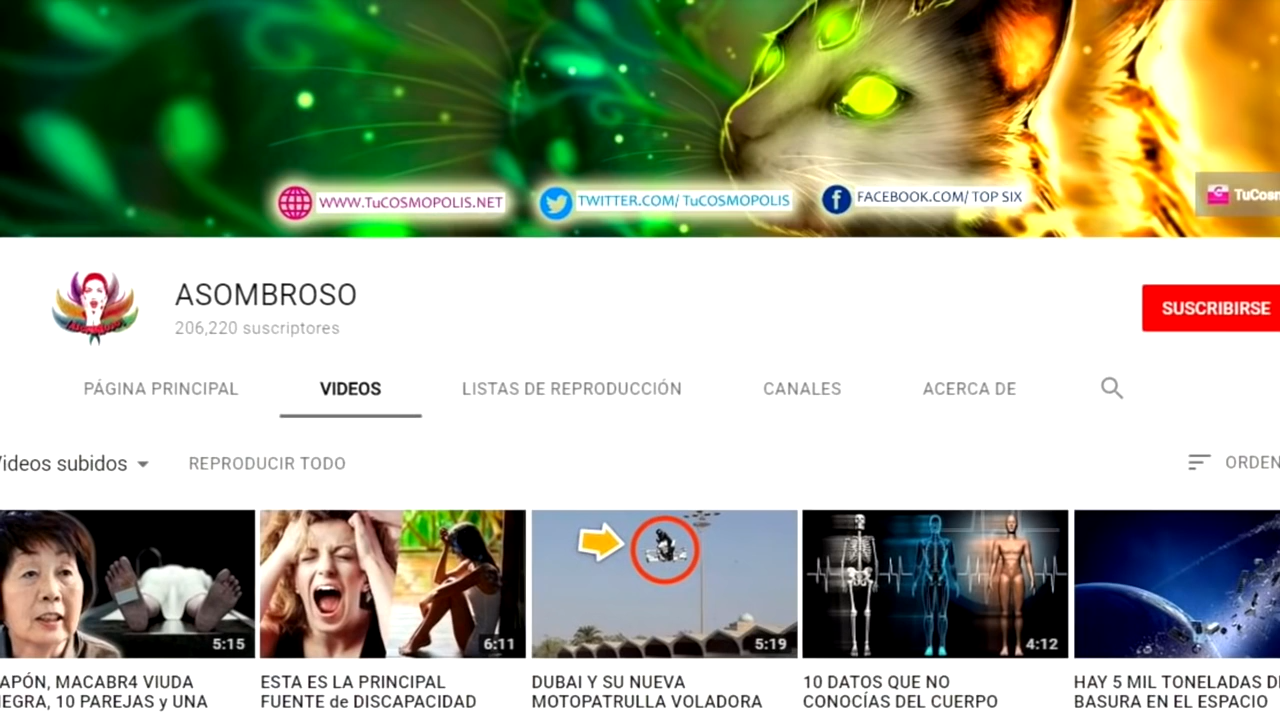 WWW.TuCOSMOPOLIS.NET
TWITTER.COM/ TuCOSMOPOLIS
FACEBOOK.COM/ TOP SIX
ASOMBROSO
206,220 suscriptores
SUSCRIBIRSE
PÁGINA PRINCIPAL
VIDEOS
LISTAS DE REPRODUCCIÓN
CANALES
ACERCA DE
ideos subidos
REPRODUCIR TODO
ORDEN
5:15
6:11
5:19
4:12
APÓN, MACABR4 VIUDA
EGRA, 10 PAREJAS y UNA
ESTA ES LA PRINCIPAL
FUENTE de DISCAPACIDAD
DUBAI Y SU NUEVA
MOTOPATRULLA VOLADORA
10 DATOS QUE NO
CONOCÍAS DEL CUERPO
HAY 5 MIL TONELADAS D
BASURA EN EL ESPACIO